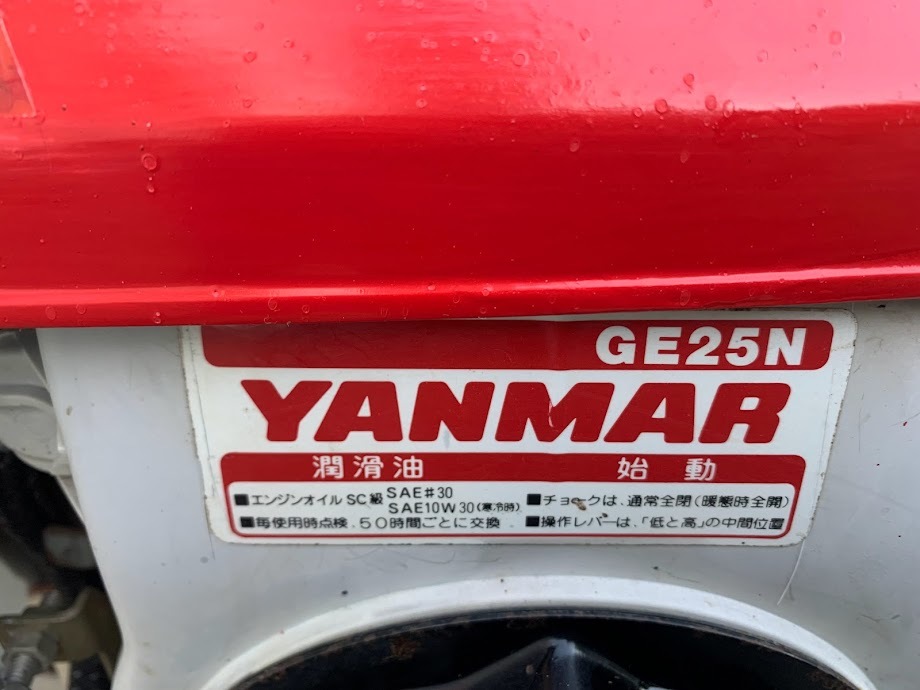 GE25N
YANMAR
潤滑油 始動
■エンジンオイルSC級 SAE#30
SAE10W30(寒冷時)
■毎使用時点検.50時間ごとに交換
■チョークは、通常全閉(暖態時全開)
■操作レバーは、「低と高」の中間位置